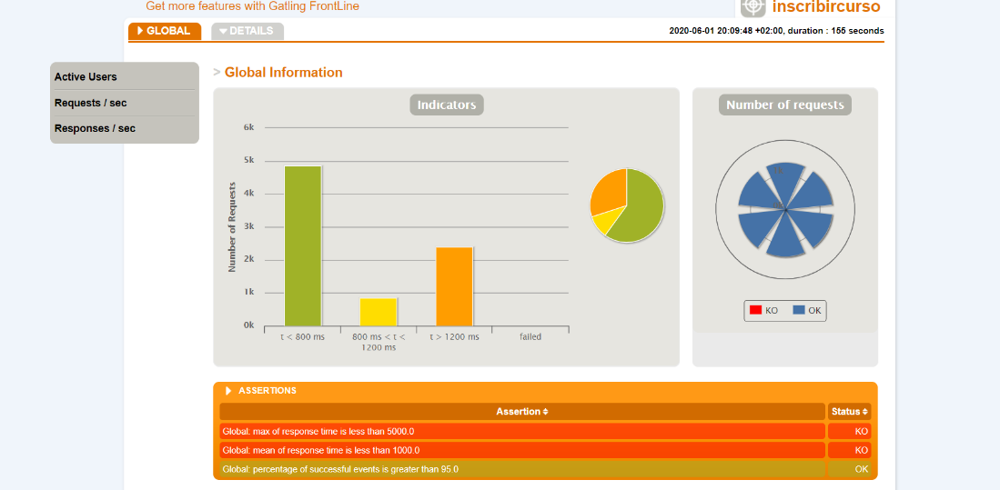 Get more features with Gatling FrontLine
inscribircurso
GLOBAL
DETAILS
2020-06-01 20:09:48 +02:00, duration : 155 seconds
Active Users
Requests / sec
Responses / sec
> Global Information
Indicators
Number of Requests
6k
5k
4k
3k
2k
1k
0k
t < 800 ms
800 ms < t <
1200 ms
t > 1200 ms
failed
Number of requests
KO
OK
ASSERTIONS
Assertion
Status
Global: max of response time is less than 5000.0
KO
Global: mean of response time is less than 1000.0
KO
Global: percentage of successful events is greater than 95.0
OK